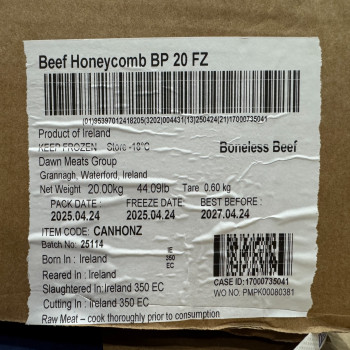 Beef Honeycomb BP 20 FZ
(01)95397012418205(3202)004431(13)250424(21)17000735041
Product of Ireland
KEEP FROZEN Store -18°C Boneless Beef
Dawn Meats Group
Grannagh, Waterford, Ireland
Net Weight 20.00kg 44.09lb Tare 0.60 kg
PACK DATE : FREEZE DATE BEST BEFORE :
2025.04.24 2025.04.24 2027.04.24
ITEM CODE: CANHONZ
Batch No: 25114
IE
350
EC
Born In : Ireland
Reared In : Ireland
Slaughtered In:Ireland 350 EC
Cutting In : Ireland 350 EC
CASE ID:17000735041
WO NO: PMPK00080381
Raw Meat – cook thoroughly prior to consumption